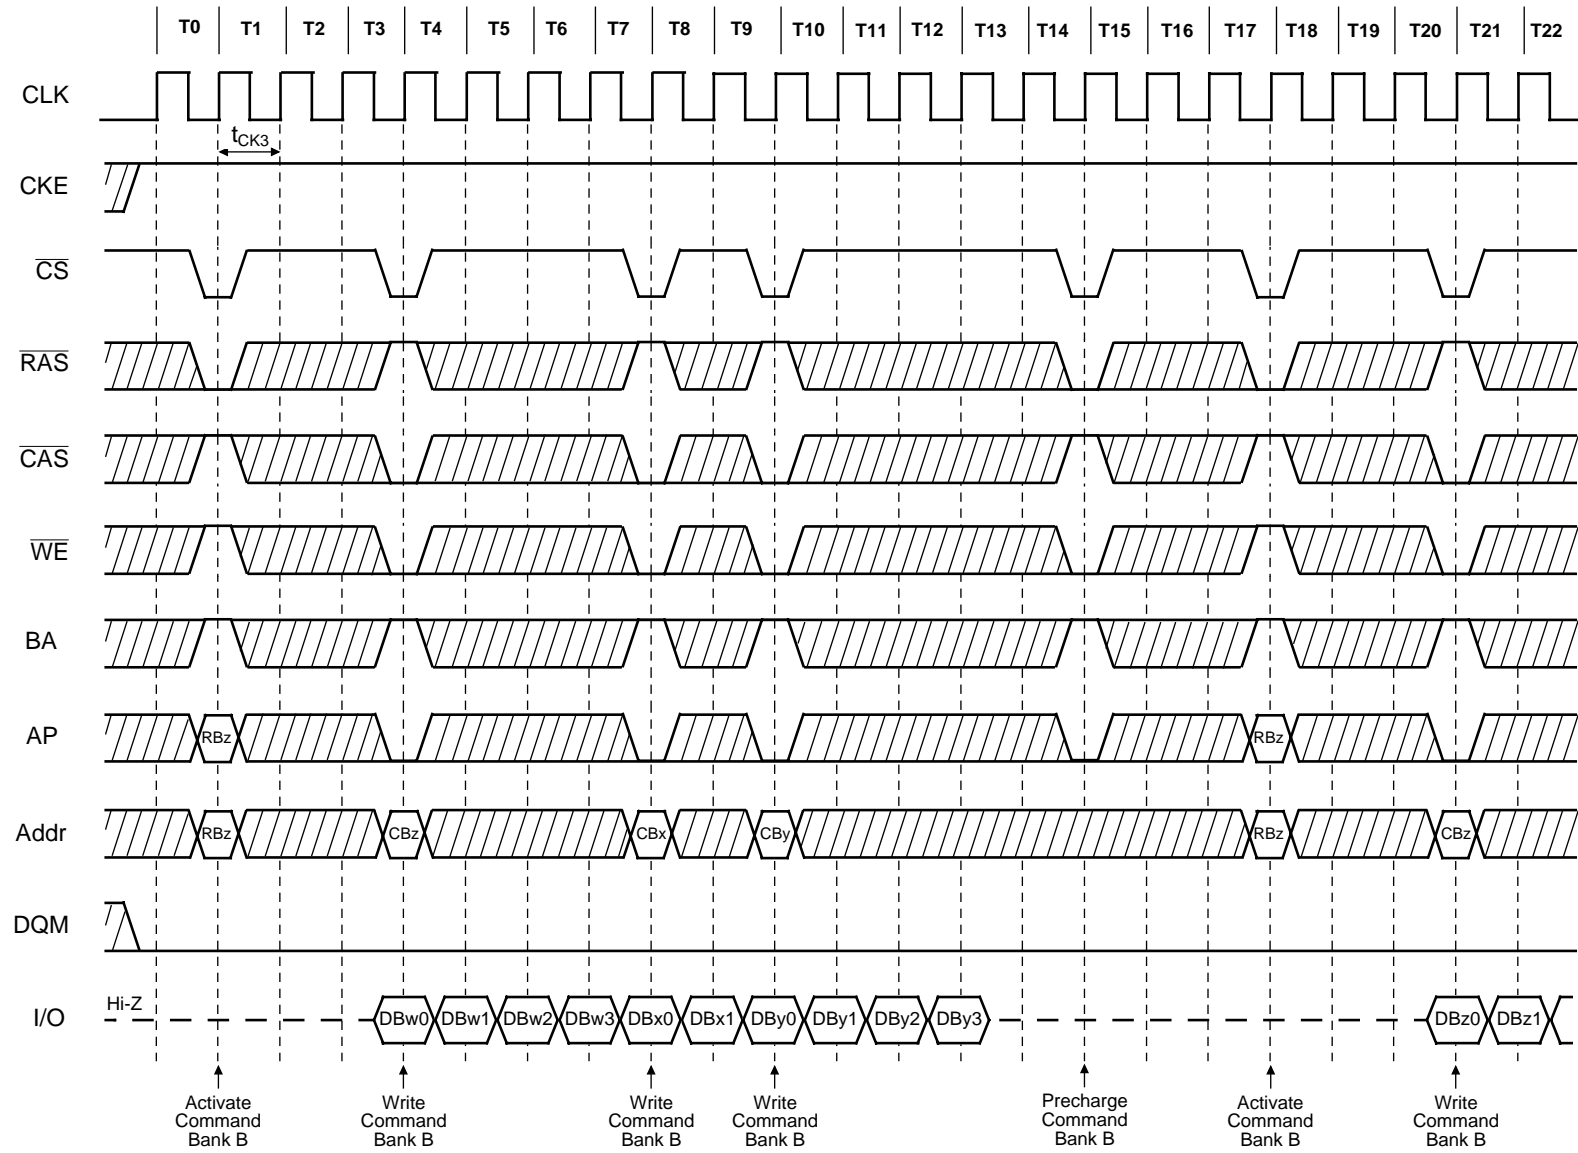 T0 T1 T2 T3 T4 T5 T6 T7 T8 T9 T10 T11 T12 T13 T14 T15 T16 T17 T18 T19 T20 T21 T22
CLK
tCK3
CKE
CS
RAS
CAS
WE
BA
AP RBz RBz
Addr RBz CBz CBx CBy RBz CBz
DQM
I/O Hi-Z DBw0 DBw1 DBw2 DBw3 DBx0 DBx1 DBy0 DBy1 DBy2 DBy3 DBz0 DBz1
Activate Command Bank B
Write Command Bank B
Write Command Bank B
Write Command Bank B
Precharge Command Bank B
Activate Command Bank B
Write Command Bank B